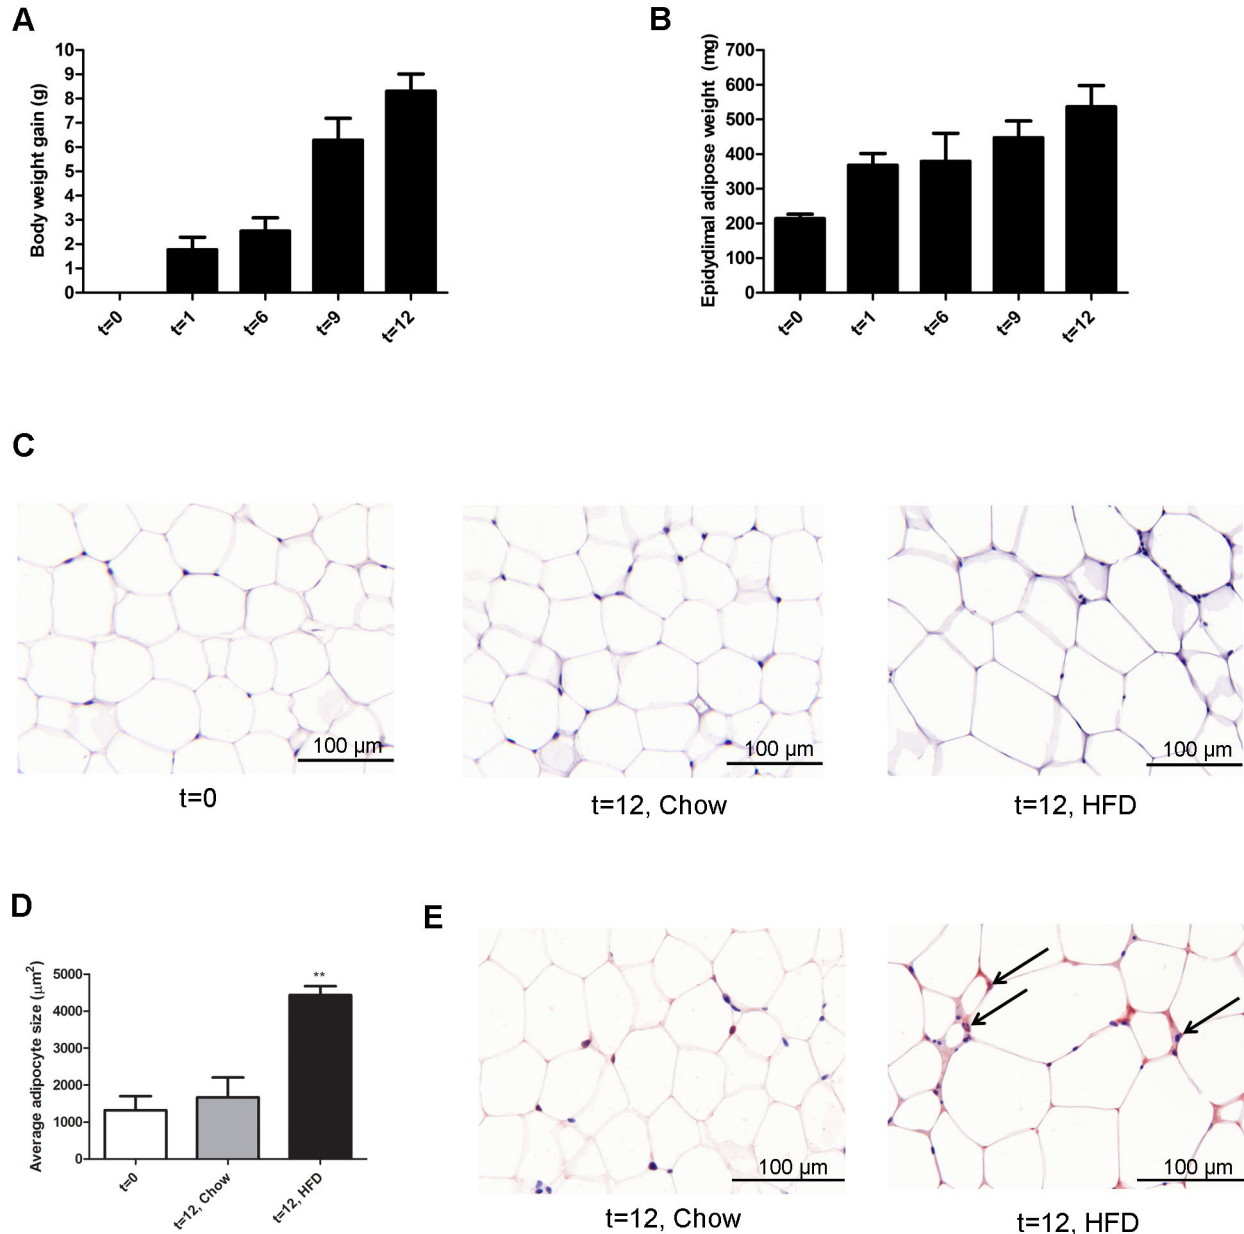 A
B
Body weight gain (g)
10
9
8
7
6
5
4
3
2
1
0
t=0
t=1
t=6
t=9
t=12
Epidydimal adipose weight (mg)
700
600
500
400
300
200
100
0
t=0
t=1
t=6
t=9
t=12
C
100 µm
100 µm
100 µm
t=0
t=12, Chow
t=12, HFD
D
E
Average adipocyte size (µm²)
5000
4000
3000
2000
1000
0
**
t=0
t=12, Chow
t=12, HFD
100 µm
100 µm
t=12, Chow
t=12, HFD